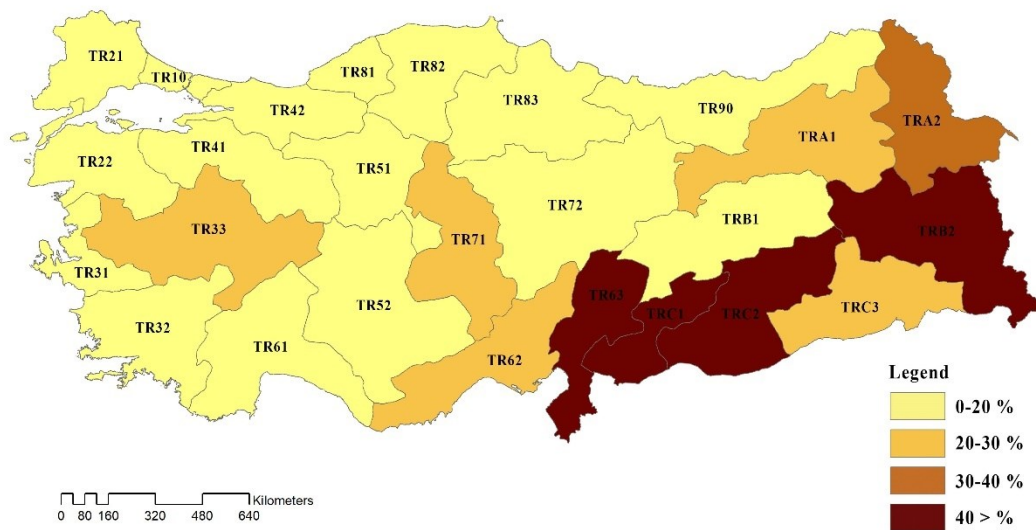 TR21
TR10
TR81
TR82
TR42
TR83
TR90
TRA1
TRA2
TR22
TR41
TR51
TR72
TRB1
TRB2
TR33
TR71
TR31
TR63
TRC1
TRC2
TRC3
TR32
TR52
TR61
TR62
Legend
0-20 %
20-30 %
30-40 %
40 > %
Kilometers
0 80 160 320 480 640